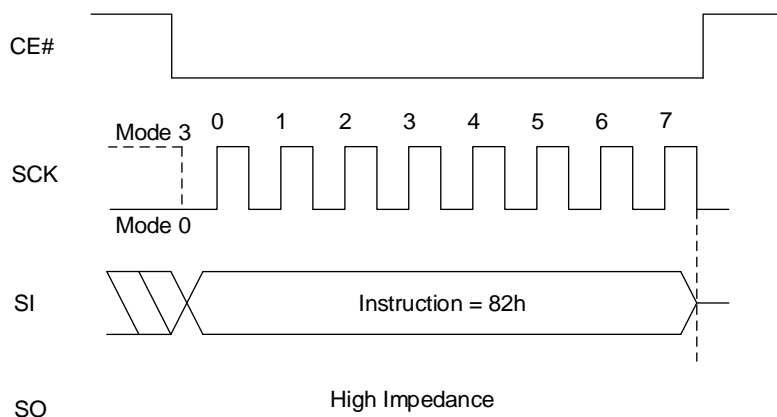 CE#
0 1 2 3 4 5 6 7
Mode 3
SCK
Mode 0
SI
Instruction = 82h
High Impedance
SO